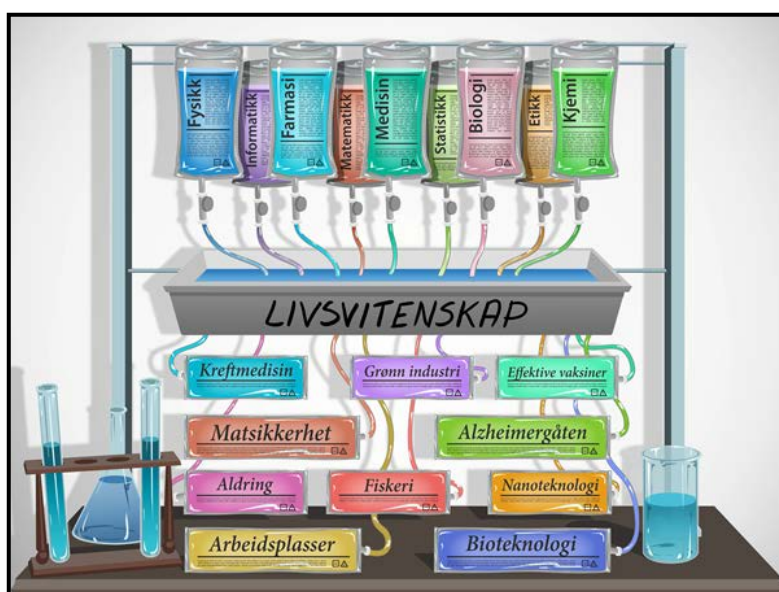 Fysikk
Informatikk
Farmasi
Matematikk
Medisin
Statistikk
Biologi
Etikk
Kjemi
LIVSVITENSKAP
Kreftmedisin
Grønn industri
Effektive vaksiner
Matsikkerhet
Alzheimergåten
Aldring
Fiskeri
Nanoteknologi
Arbeidsplasser
Bioteknologi